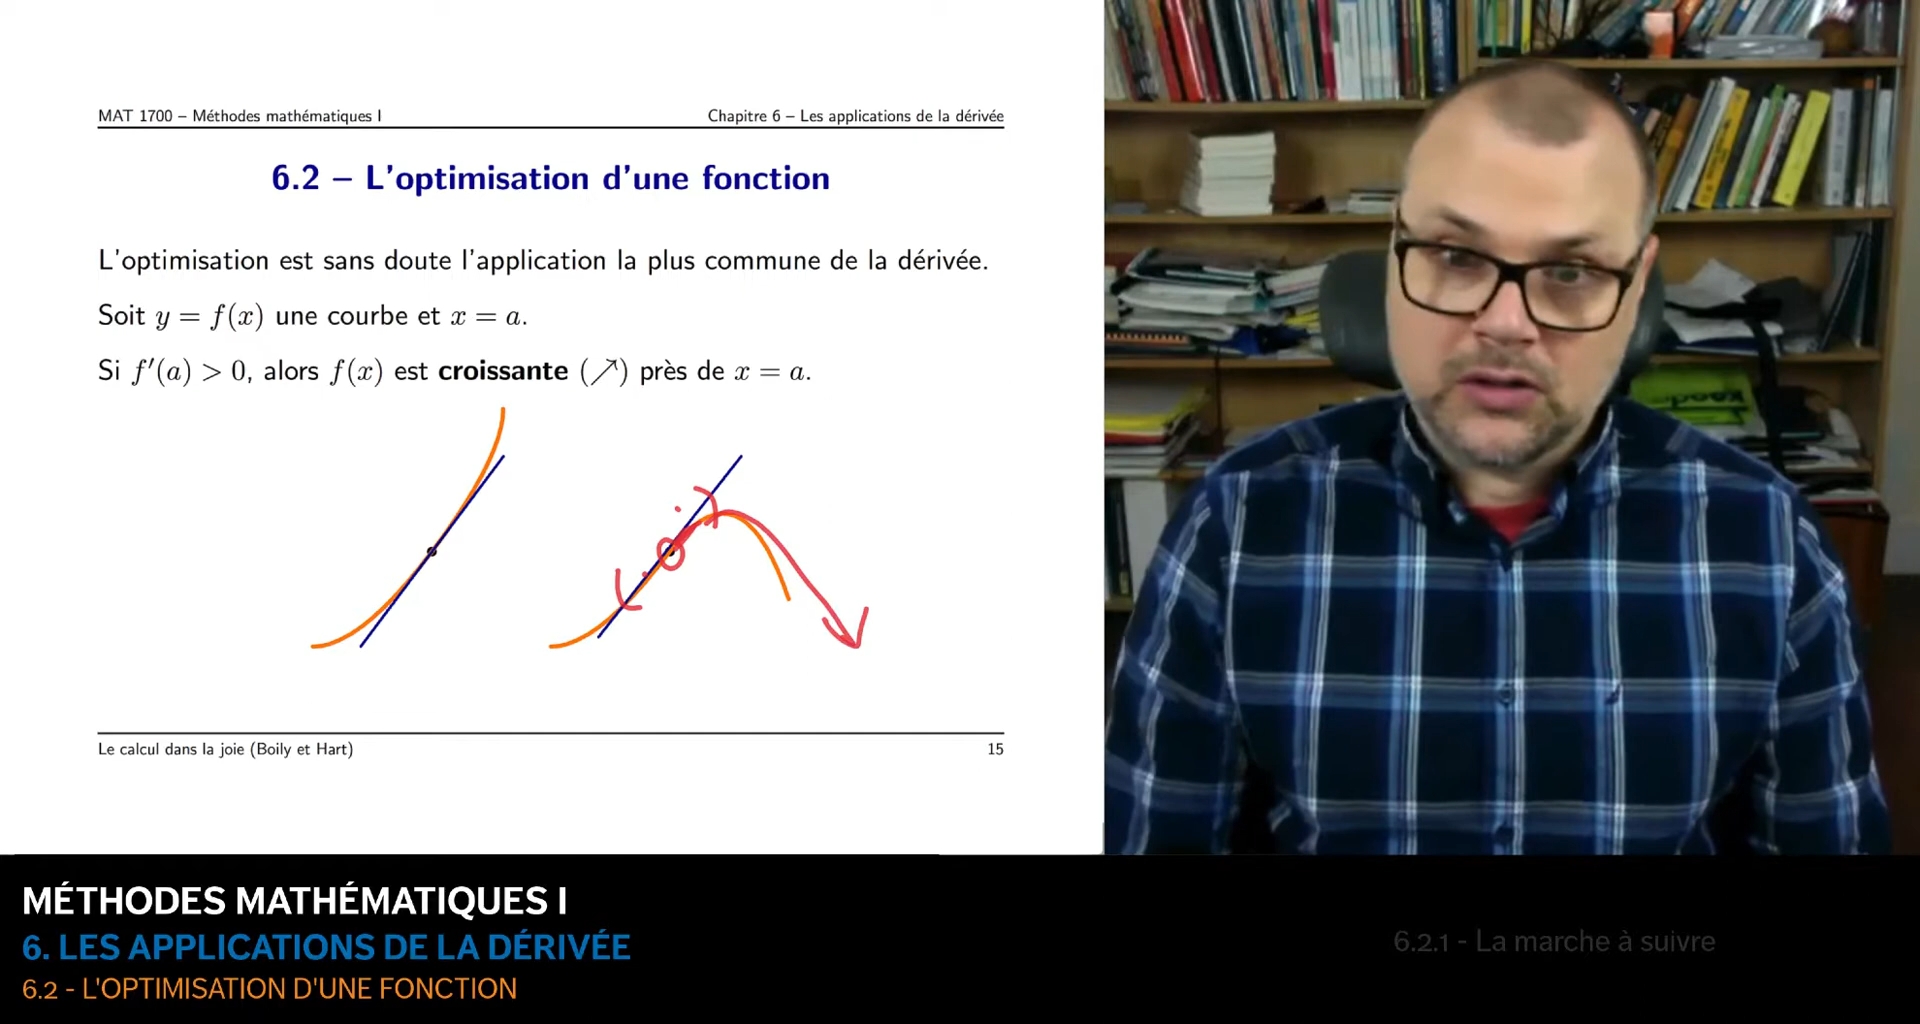 MAT 1700 – Méthodes mathématiques I
Chapitre 6 – Les applications de la dérivée
6.2 – L'optimisation d'une fonction
L'optimisation est sans doute l'application la plus commune de la dérivée.
Soit y = f(x) une courbe et x = a.
Si f′(a) > 0, alors f(x) est croissante (↗) près de x = a.
Le calcul dans la joie (Boily et Hart)
15
MÉTHODES MATHÉMATIQUES I
6. LES APPLICATIONS DE LA DÉRIVÉE
6.2 - L'OPTIMISATION D'UNE FONCTION
6.2.1 - La marche à suivre